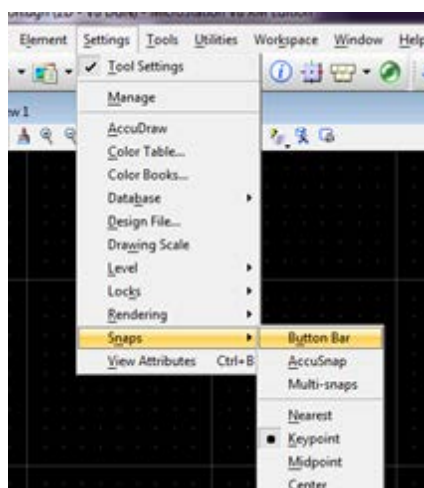 Element Settings Tools Utilities Workspace Window Help
Tool Settings
Manage
AccuDraw
Color Table...
Color Books...
Database
Design File...
Drawing Scale
Level
Locks
Rendering
Snaps
View Attributes Ctrl+B
Button Bar
AccuSnap
Multi-snaps
Nearest
Keypoint
Midpoint
Center